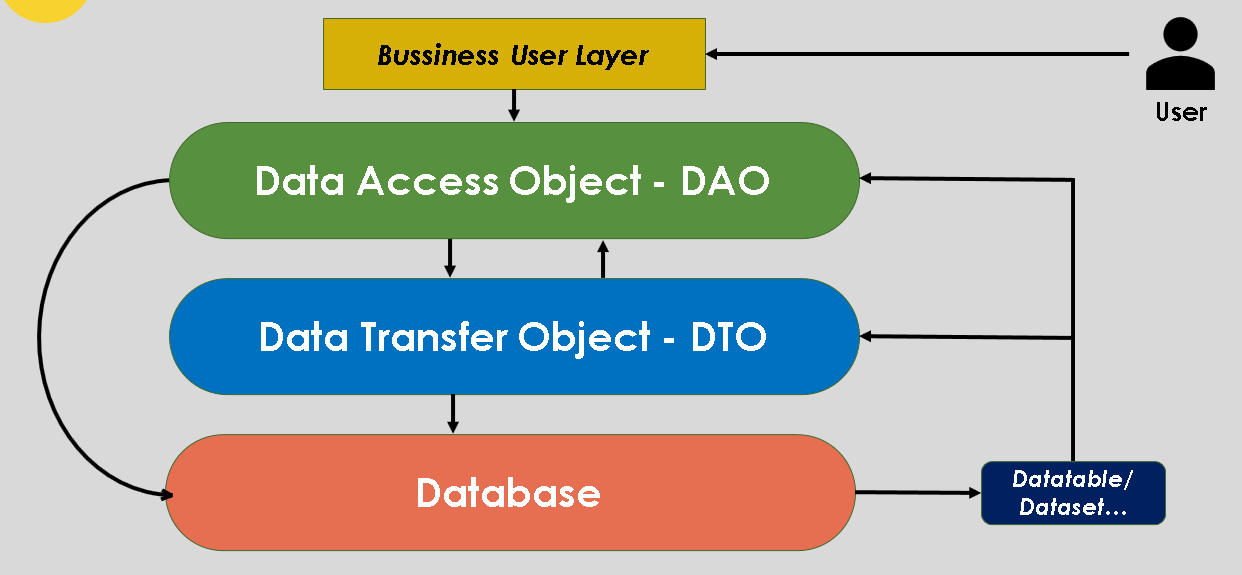 Bussiness User Layer
User
Data Access Object - DAO
Data Transfer Object - DTO
Database
Datatable/
Dataset...